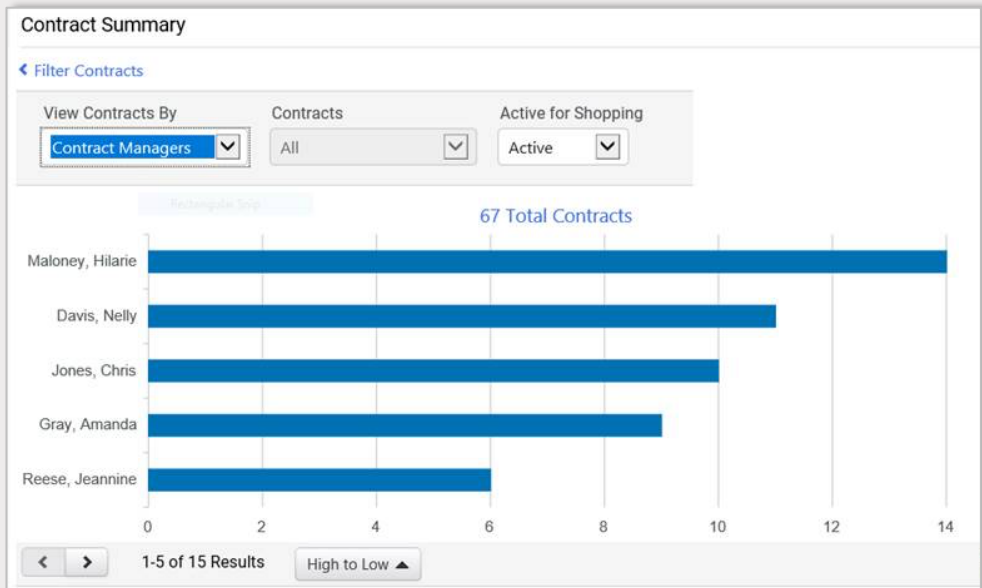 Contract Summary
Filter Contracts
View Contracts By Contracts Active for Shopping
Contract Managers All Active
Rectangular Snip
67 Total Contracts
Maloney, Hilarie
Davis, Nelly
Jones, Chris
Gray, Amanda
Reese, Jeannine
0 2 4 6 8 10 12 14
1-5 of 15 Results High to Low